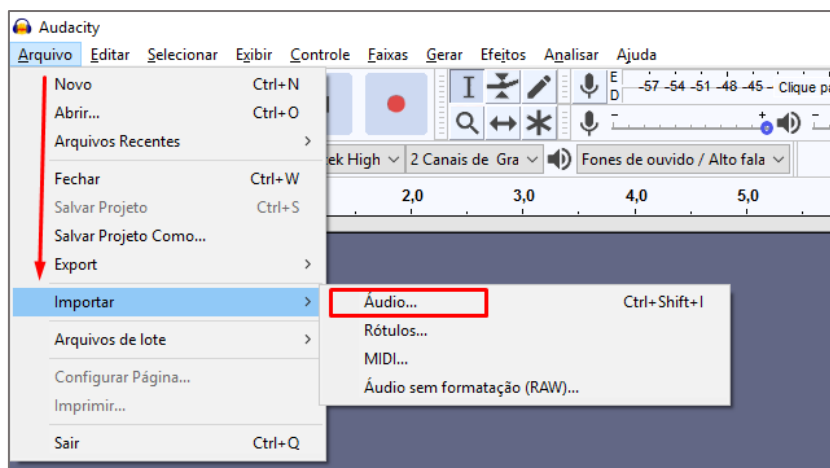 Audacity
Arquivo Editar Selecionar Exibir Controle Faixas Gerar Efeitos Analisar Ajuda
Novo Ctrl+N
Abrir... Ctrl+O
Arquivos Recentes
Fechar Ctrl+W
Salvar Projeto Ctrl+S
Salvar Projeto Como...
Export
Importar
Arquivos de lote
Configurar Página...
Imprimir...
Sair Ctrl+Q
E
D
-57 -54 -51 -48 -45 - Clique
High 2 Canais de Gra Fones de ouvido / Alto fala
2,0 3,0 4,0 5,0
Áudio... Ctrl+Shift+I
Rótulos...
MIDI...
Áudio sem formatação (RAW)...